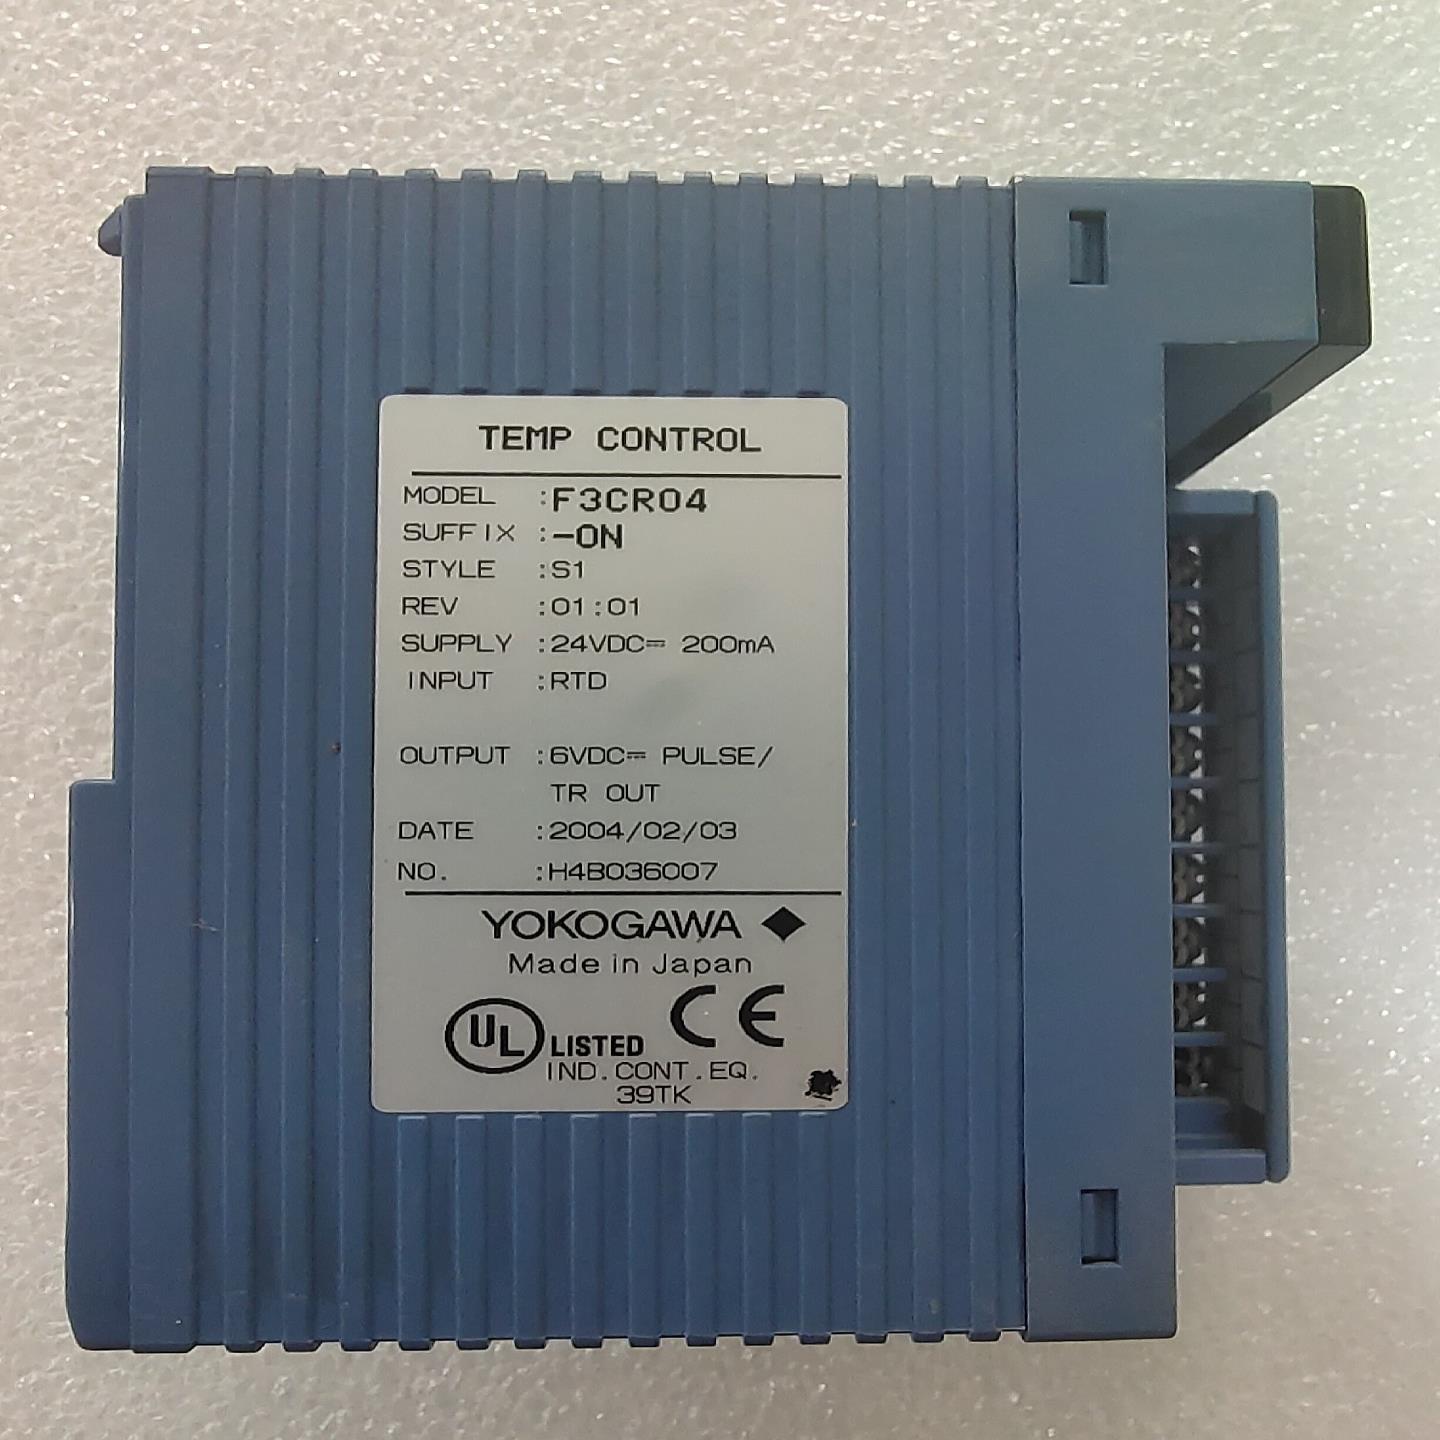 TEMP CONTROL
MODEL :F3CR04
SUFFIX :-0N
STYLE :S1
REV :01:01
SUPPLY :24VDC⎓ 200mA
INPUT :RTD
OUTPUT :6VDC⎓ PULSE/
TR OUT
DATE :2004/02/03
NO. :H4B036007
YOKOGAWA ◆
Made in Japan
UL LISTED CE
IND.CONT.EQ.
39TK